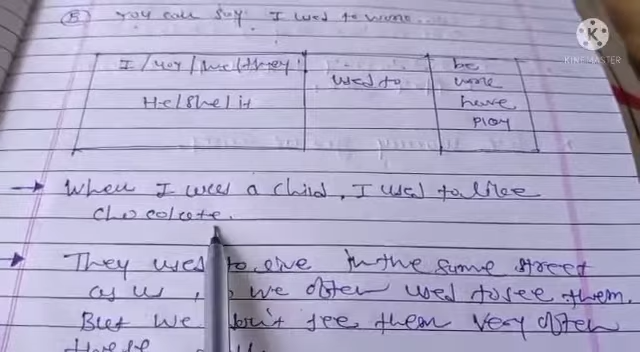 (B) You can say I used to work.
I/you/we/they used to be
work
He/she/it have
play
→ When I was a child, I used to like
chocolate.
They used to live in the same street
as us, we often used to see them.
But we don't see them very often
these
KINEMASTER